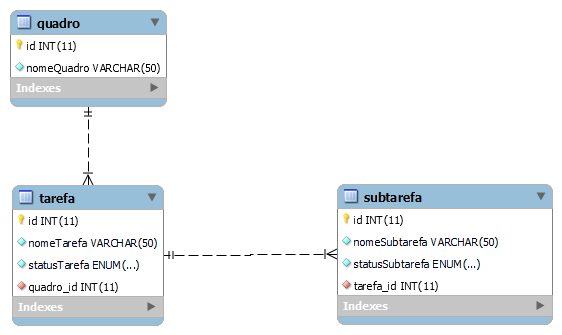 quadro
id INT(11)
nomeQuadro VARCHAR(50)
Indexes
tarefa
id INT(11)
nomeTarefa VARCHAR(50)
statusTarefa ENUM(...)
quadro_id INT(11)
Indexes
subtarefa
id INT(11)
nomeSubtarefa VARCHAR(50)
statusSubtarefa ENUM(...)
tarefa_id INT(11)
Indexes